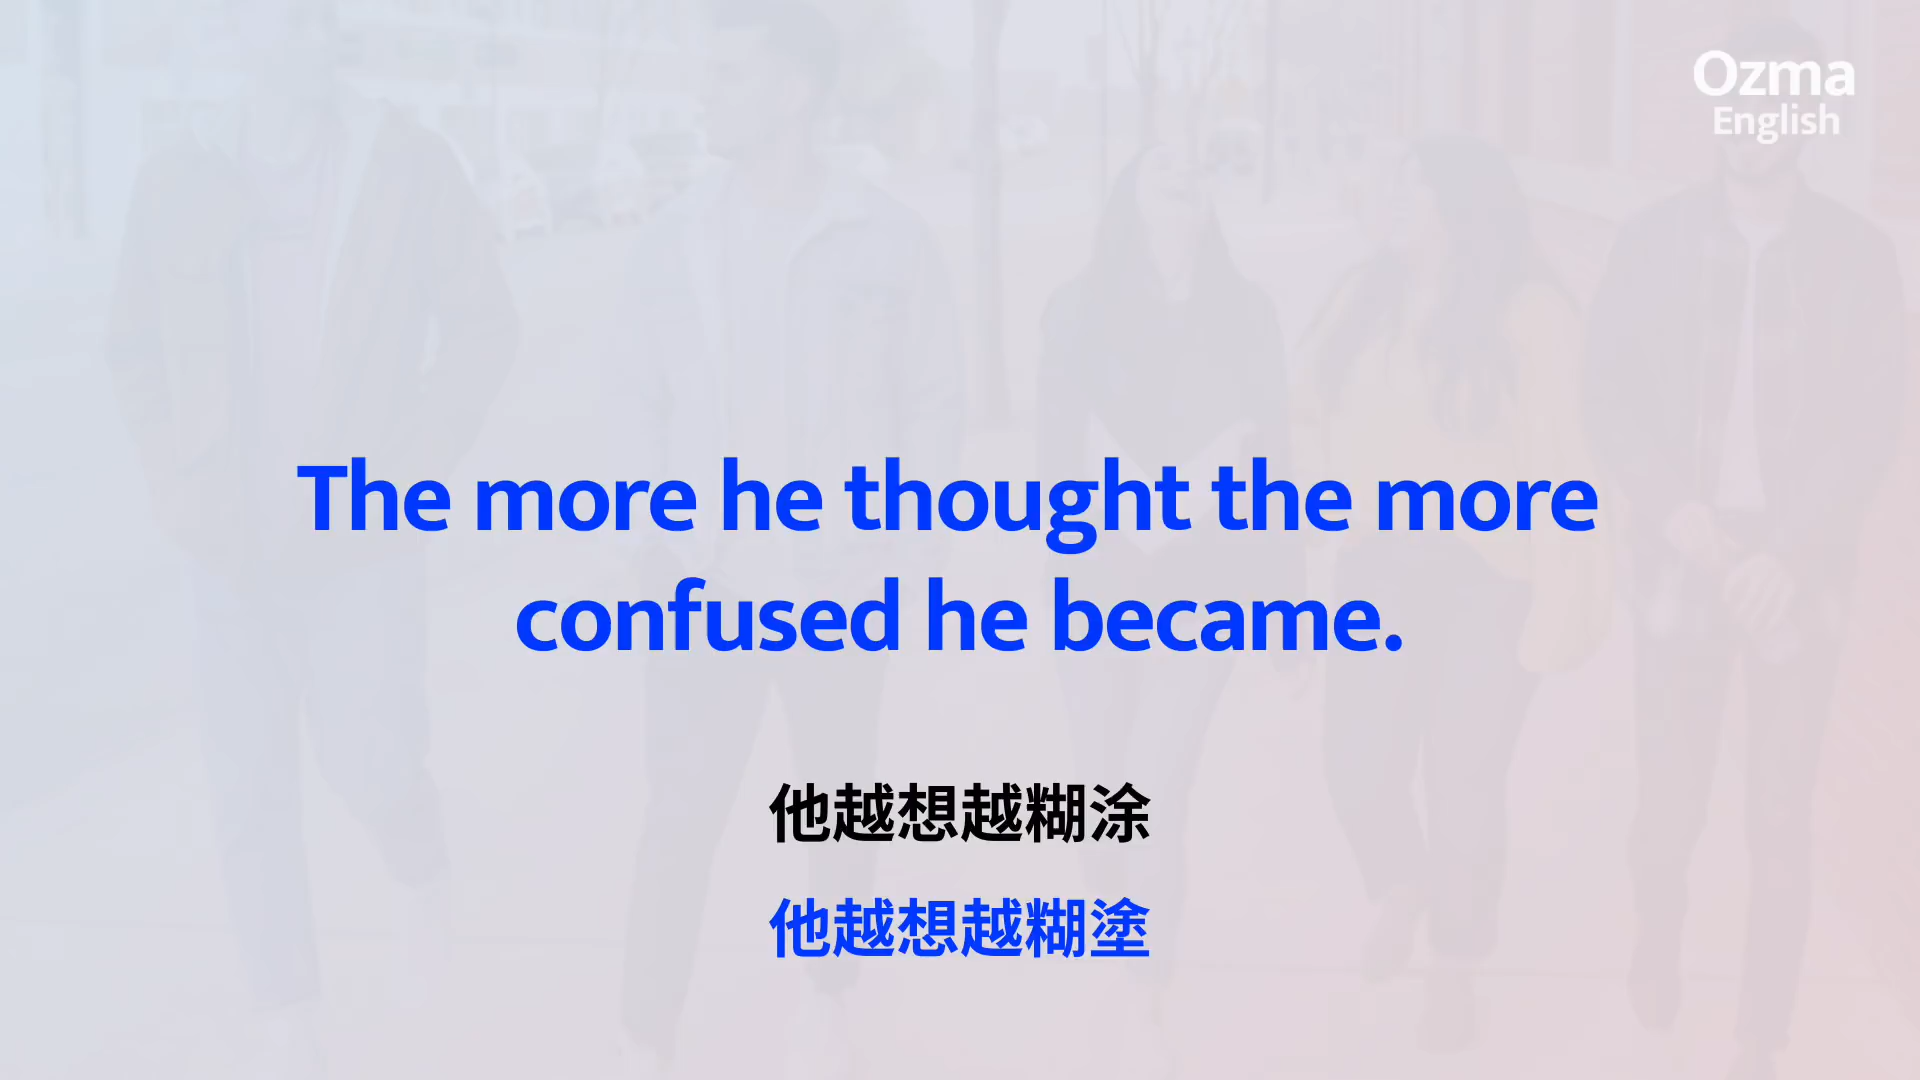 Ozma
English
The more he thought the more
confused he became.
他越想越糊涂
他越想越糊塗